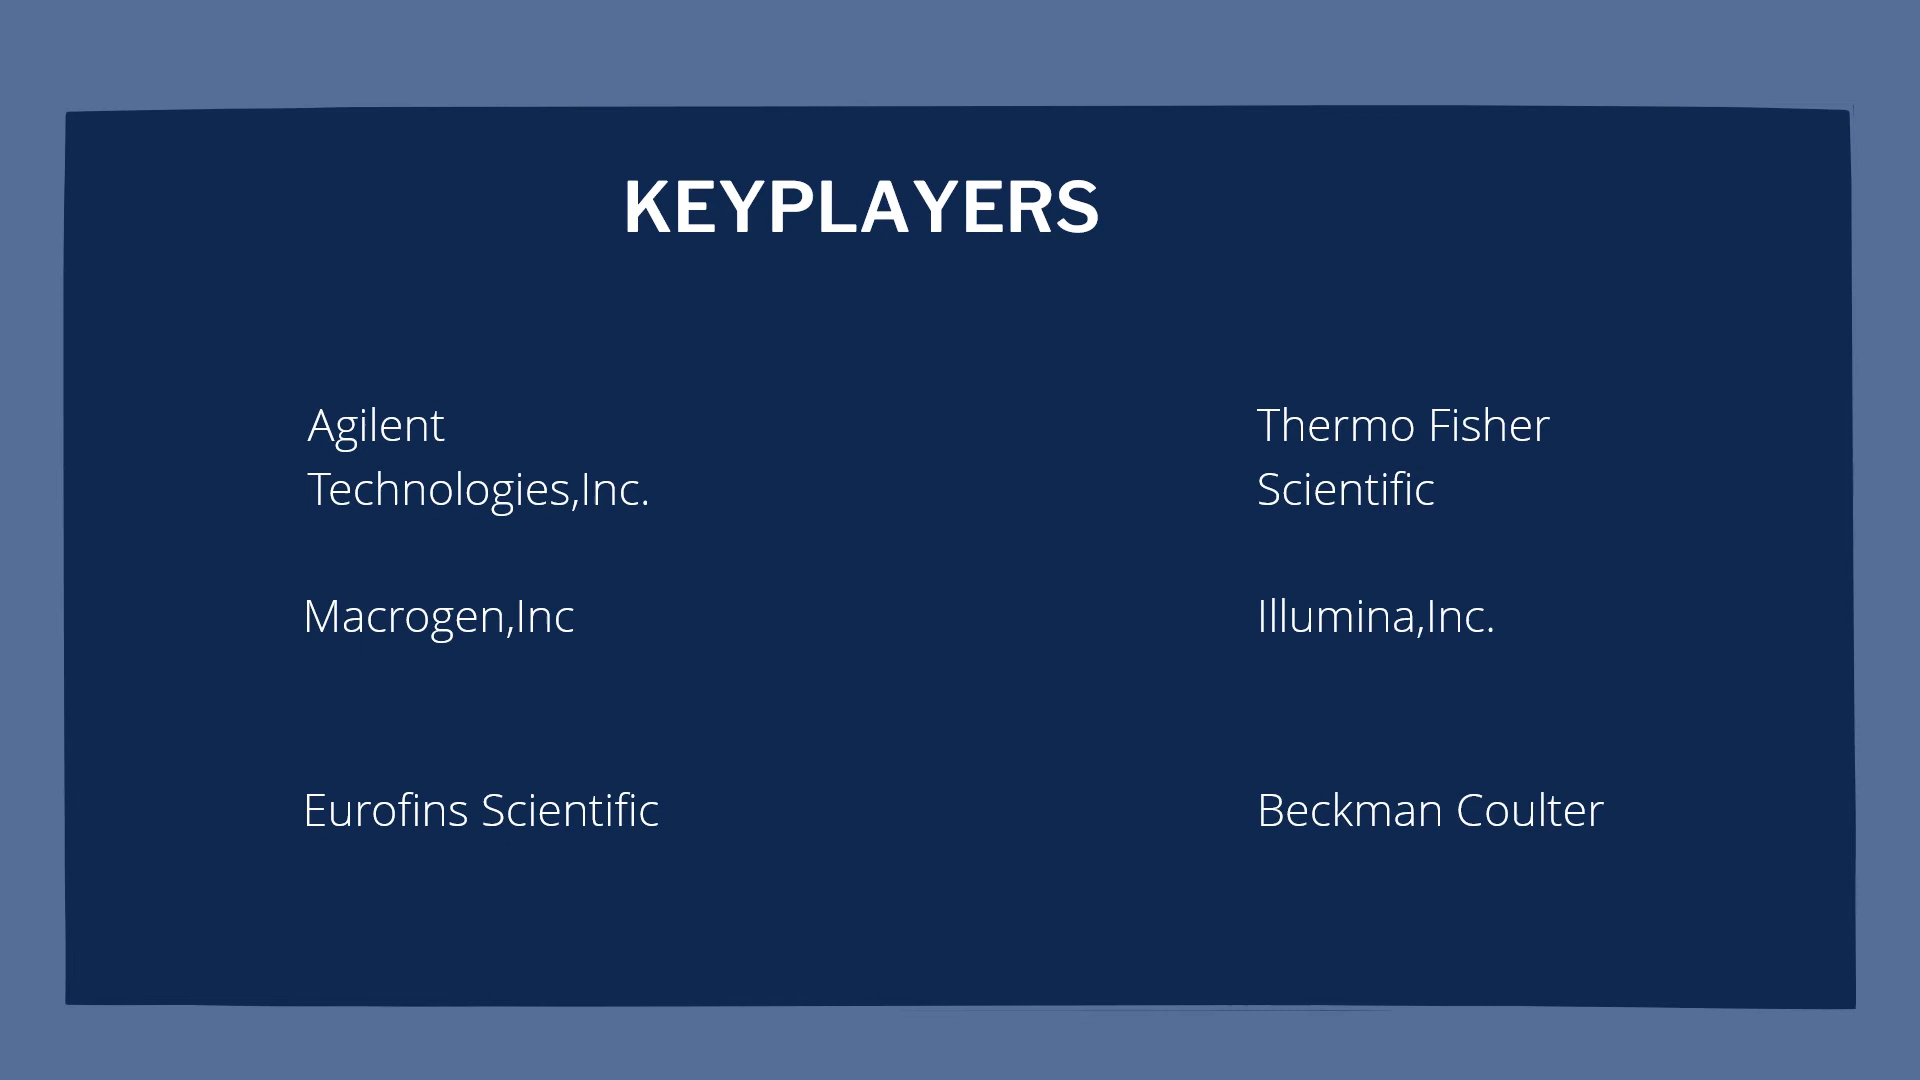 KEYPLAYERS
Agilent
Technologies,Inc.
Thermo Fisher
Scientific
Macrogen,Inc
Illumina,Inc.
Eurofins Scientific
Beckman Coulter